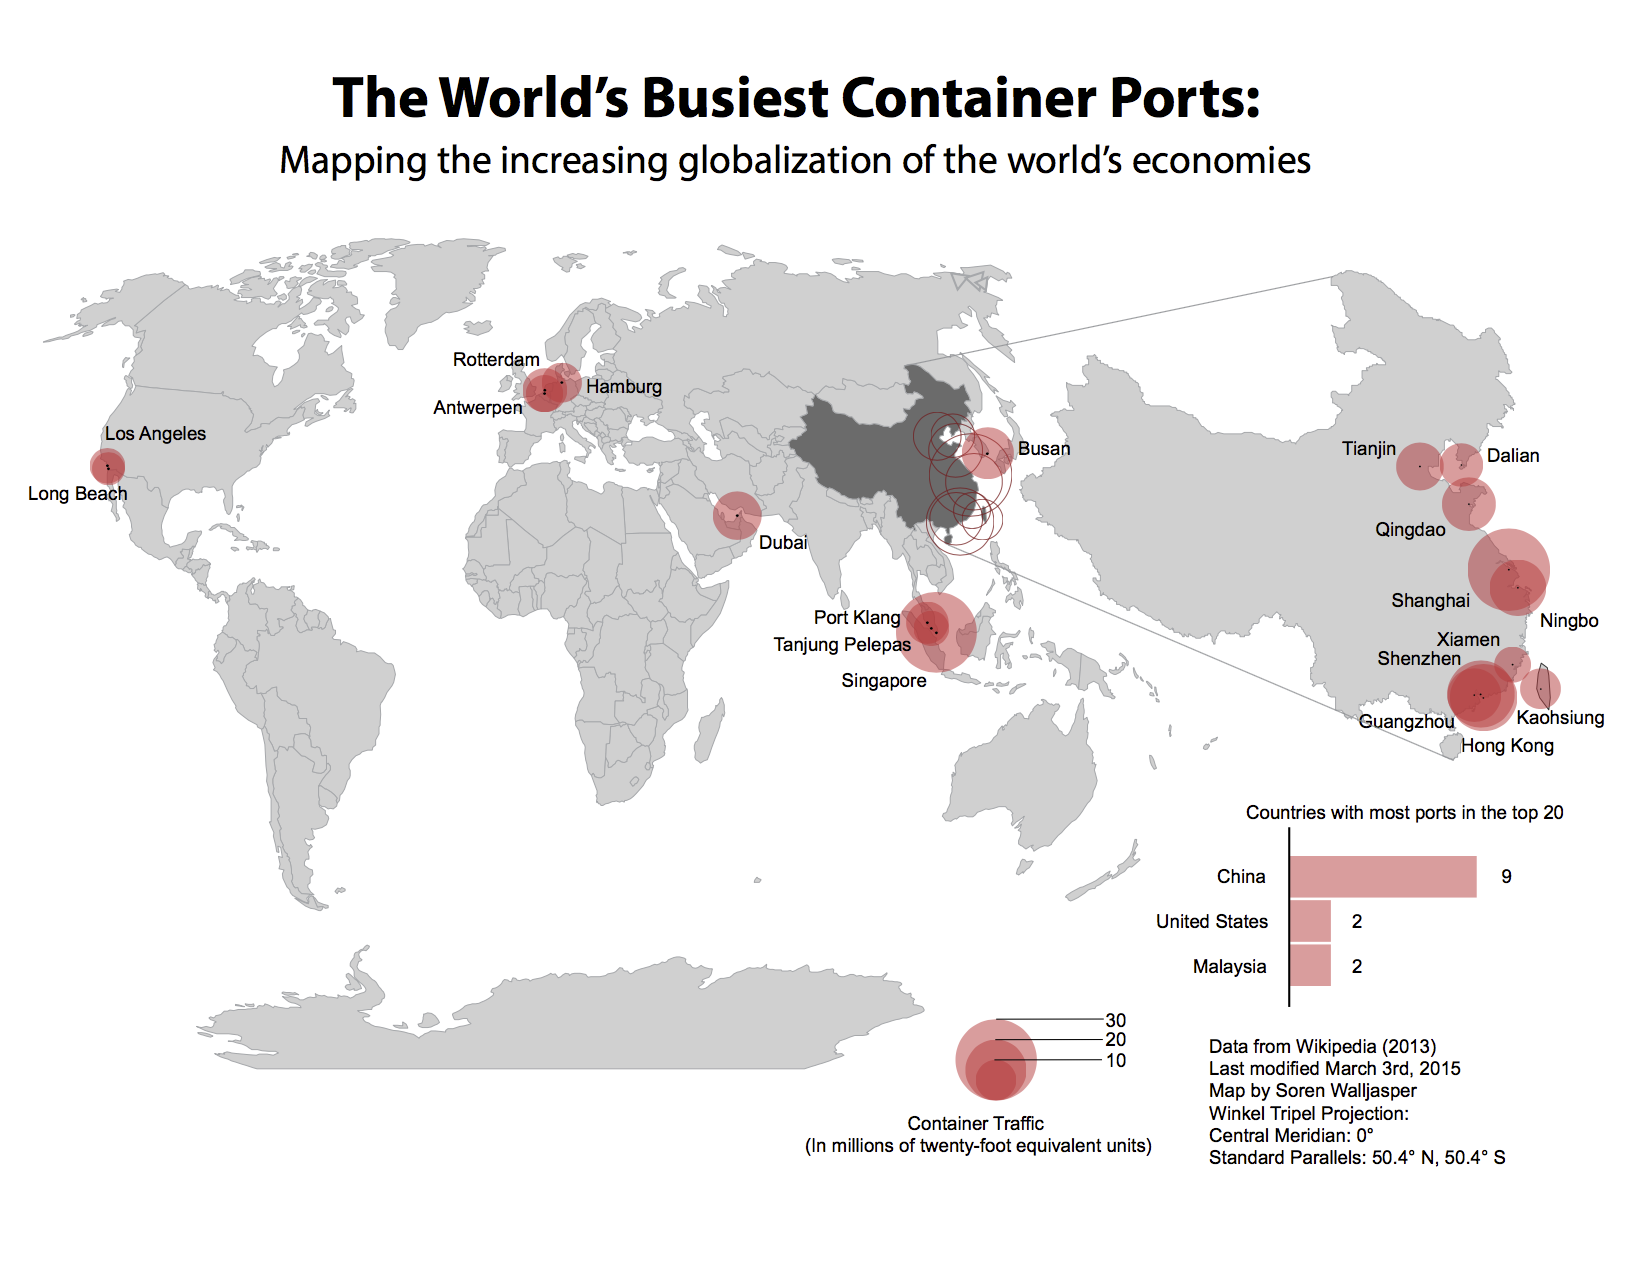 The World’s Busiest Container Ports:
Mapping the increasing globalization of the world’s economies
Rotterdam
Hamburg
Antwerpen
Los Angeles
Long Beach
Busan
Dubai
Port Klang
Tanjung Pelepas
Singapore
Tianjin
Dalian
Qingdao
Shanghai
Ningbo
Xiamen
Shenzhen
Guangzhou
Kaohsiung
Hong Kong
Countries with most ports in the top 20
China 9
United States 2
Malaysia 2
30
20
10
Container Traffic
(In millions of twenty-foot equivalent units)
Data from Wikipedia (2013)
Last modified March 3rd, 2015
Map by Soren Walljasper
Winkel Tripel Projection:
Central Meridian: 0°
Standard Parallels: 50.4° N, 50.4° S